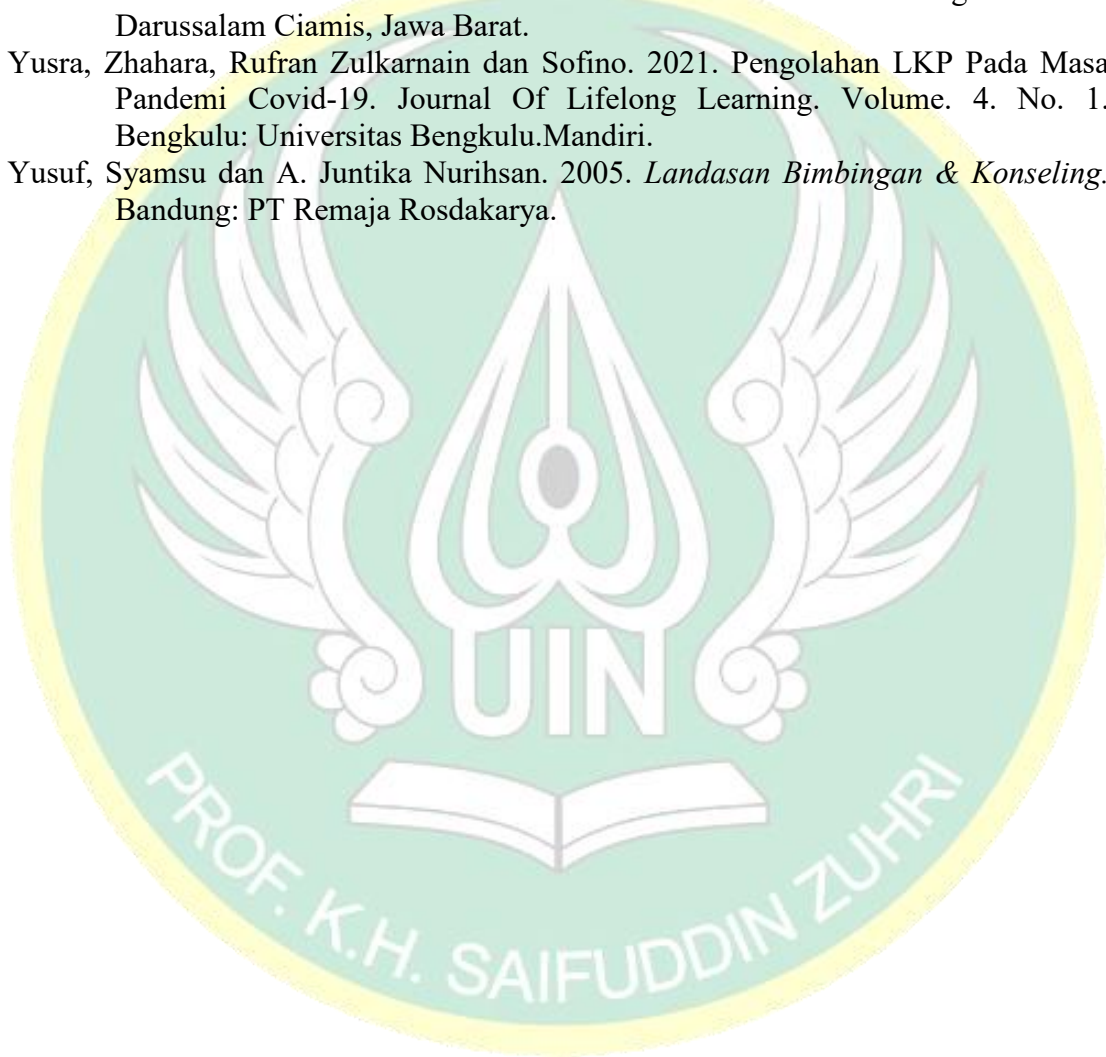 Darussalam Ciamis, Jawa Barat.
Yusra, Zhahara, Rufran Zulkarnain dan Sofino. 2021. Pengolahan LKP Pada Masa
Pandemi Covid-19. Journal Of Lifelong Learning. Volume. 4. No. 1.
Bengkulu: Universitas Bengkulu.Mandiri.
Yusuf, Syamsu dan A. Juntika Nurihsan. 2005. Landasan Bimbingan & Konseling.
Bandung: PT Remaja Rosdakarya.
UIN
PROF. K.H. SAIFUDDIN ZUHRI